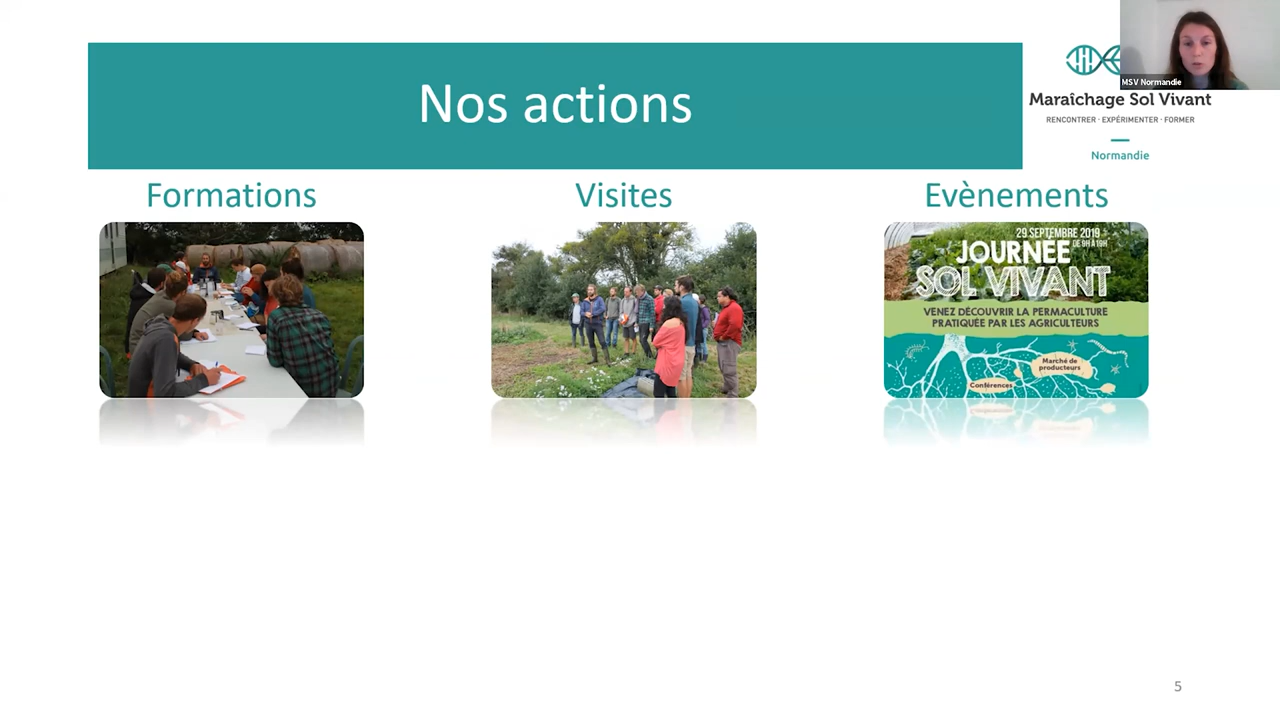 Nos actions
MSV Normandie
Maraîchage Sol Vivant
RENCONTRER · EXPÉRIMENTER · FORMER
Normandie
Formations
Visites
Evènements
29 SEPTEMBRE 2019
DE 9H À 19H
JOURNÉE
SOL VIVANT
VENEZ DÉCOUVRIR LA PERMACULTURE
PRATIQUÉE PAR LES AGRICULTEURS
Marché de
producteurs
Conférences
5